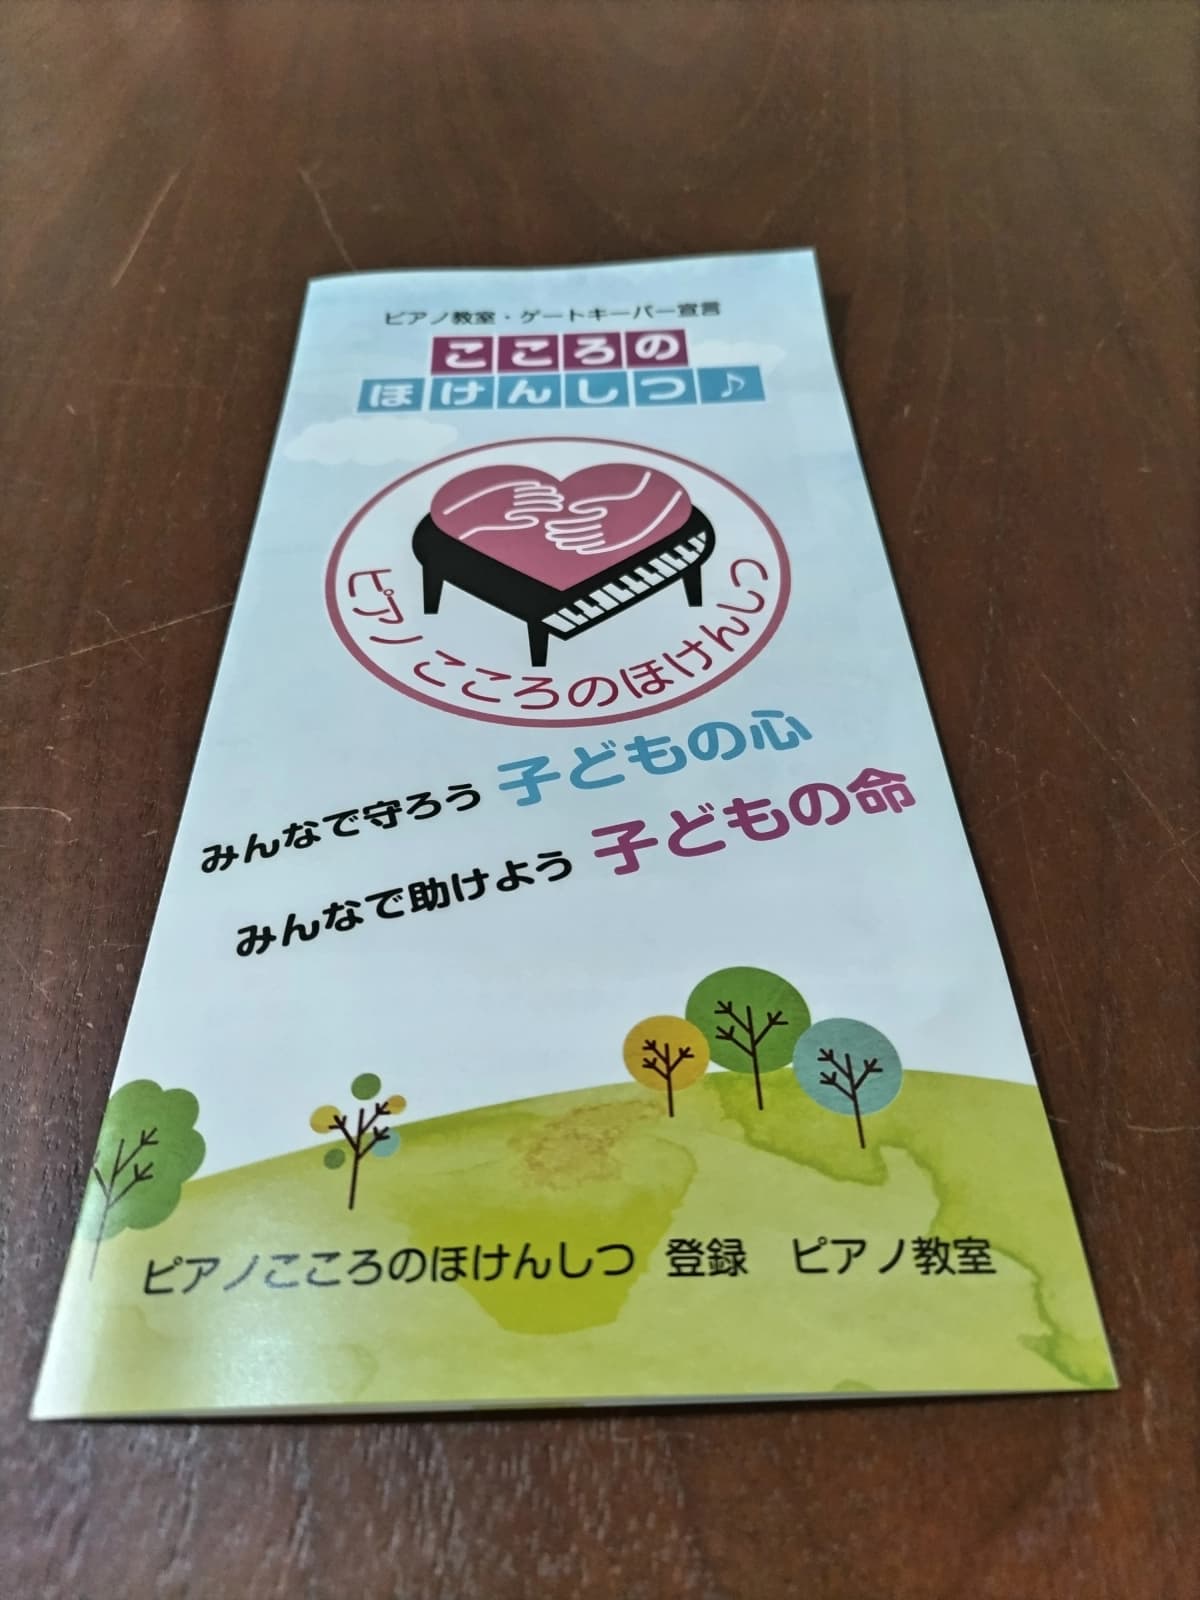 ピアノ教室・ゲートキーパー宣言
こころの
ほけんしつ♪
ピアノ こころのほけんしつ
みんなで守ろう 子どもの心
みんなで助けよう 子どもの命
ピアノこころのほけんしつ 登録 ピアノ教室